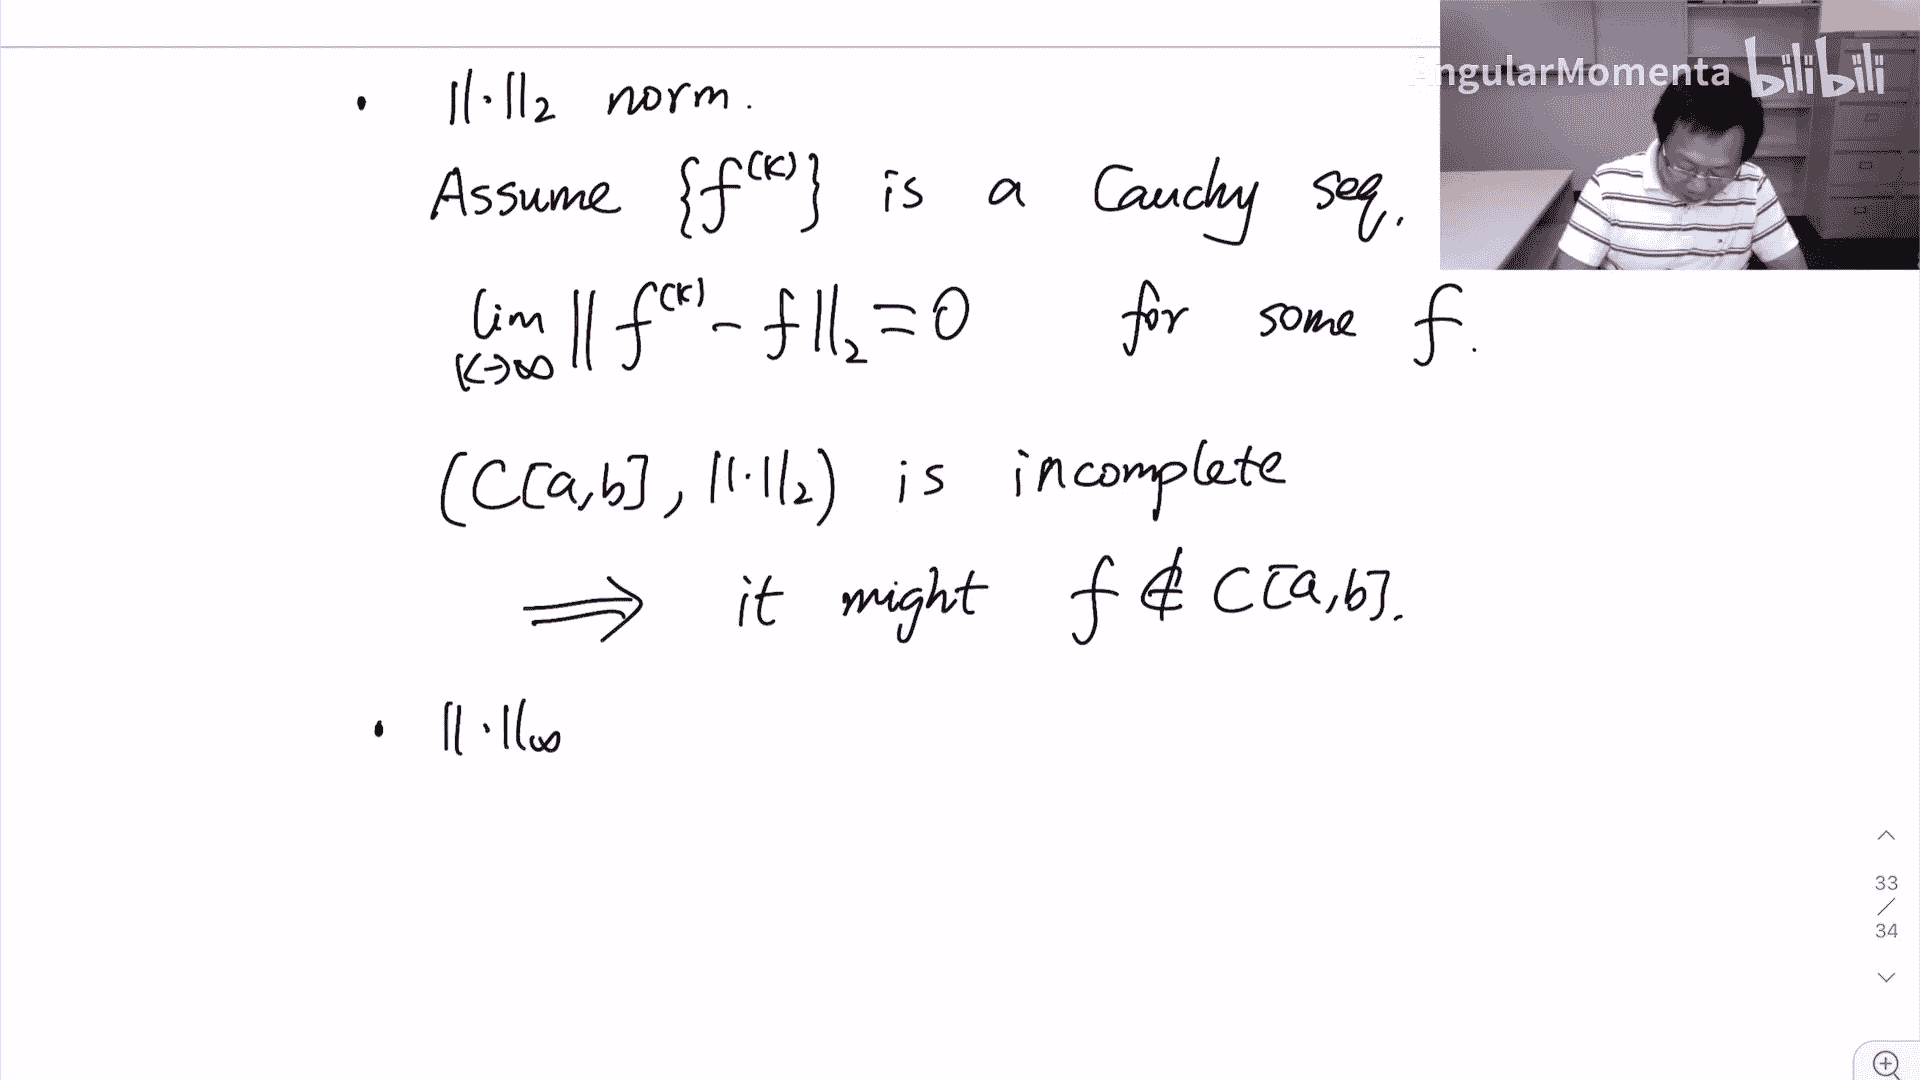 AngularMomenta bilibili
• ||·||₂ norm.
Assume {f⁽ᴷ⁾} is a Cauchy seq.
lim K→∞ || f⁽ᴷ⁾ - f ||₂ = 0 for some f.
(C[a,b], ||·||₂) is incomplete
⟹ it might f ∉ C[a,b].
• ||·||∞
33
/
34